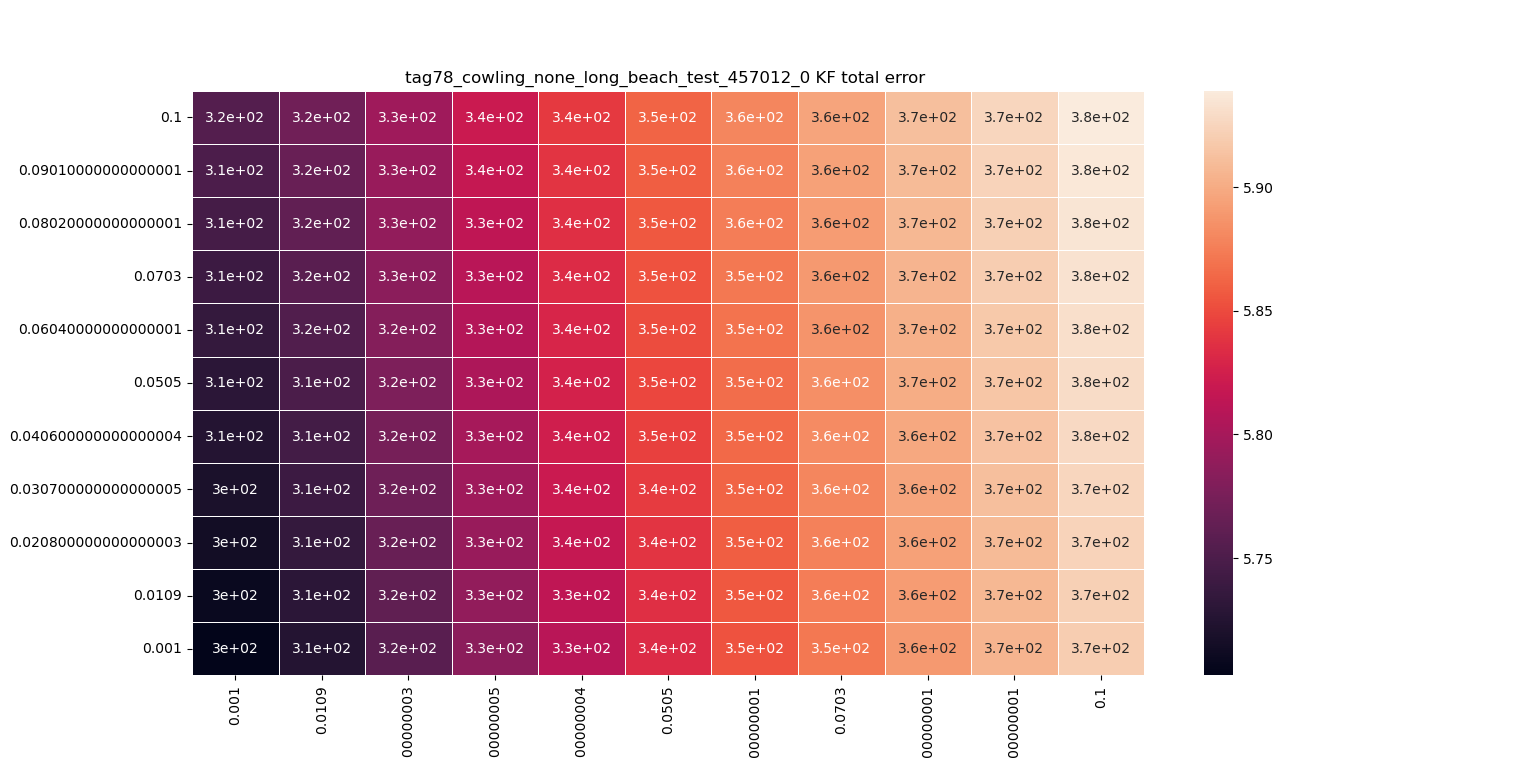 tag78_cowling_none_long_beach_test_457012_0 KF total error
0.1 3.2e+02 3.2e+02 3.3e+02 3.4e+02 3.4e+02 3.5e+02 3.6e+02 3.6e+02 3.7e+02 3.7e+02 3.8e+02
0.09010000000000001 3.1e+02 3.2e+02 3.3e+02 3.4e+02 3.4e+02 3.5e+02 3.6e+02 3.6e+02 3.7e+02 3.7e+02 3.8e+02
5.90
0.08020000000000001 3.1e+02 3.2e+02 3.3e+02 3.3e+02 3.4e+02 3.5e+02 3.6e+02 3.6e+02 3.7e+02 3.7e+02 3.8e+02
0.0703 3.1e+02 3.2e+02 3.3e+02 3.3e+02 3.4e+02 3.5e+02 3.5e+02 3.6e+02 3.7e+02 3.7e+02 3.8e+02
5.85
0.06040000000000001 3.1e+02 3.2e+02 3.2e+02 3.3e+02 3.4e+02 3.5e+02 3.5e+02 3.6e+02 3.7e+02 3.7e+02 3.8e+02
0.0505 3.1e+02 3.1e+02 3.2e+02 3.3e+02 3.4e+02 3.5e+02 3.5e+02 3.6e+02 3.7e+02 3.7e+02 3.8e+02
0.040600000000000004 3.1e+02 3.1e+02 3.2e+02 3.3e+02 3.4e+02 3.5e+02 3.5e+02 3.6e+02 3.6e+02 3.7e+02 3.8e+02
5.80
0.030700000000000005 3e+02 3.1e+02 3.2e+02 3.3e+02 3.4e+02 3.4e+02 3.5e+02 3.6e+02 3.6e+02 3.7e+02 3.7e+02
0.020800000000000003 3e+02 3.1e+02 3.2e+02 3.3e+02 3.4e+02 3.4e+02 3.5e+02 3.6e+02 3.6e+02 3.7e+02 3.7e+02
5.75
0.0109 3e+02 3.1e+02 3.2e+02 3.3e+02 3.3e+02 3.4e+02 3.5e+02 3.6e+02 3.6e+02 3.7e+02 3.7e+02
0.001 3e+02 3.1e+02 3.2e+02 3.3e+02 3.3e+02 3.4e+02 3.5e+02 3.5e+02 3.6e+02 3.7e+02 3.7e+02
0.001 0.0109 00000003 00000005 00000004 0.0505 00000001 0.0703 00000001 00000001 0.1